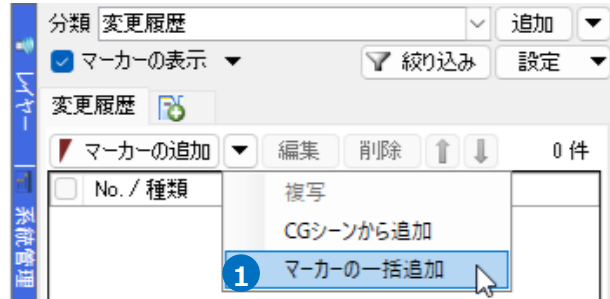 分類 変更履歴 追加
マーカーの表示 絞り込み 設定
変更履歴
マーカーの追加 編集 削除 0 件
No. / 種類
複写
CGシーンから追加
1 マーカーの一括追加
レイヤー
系統管理